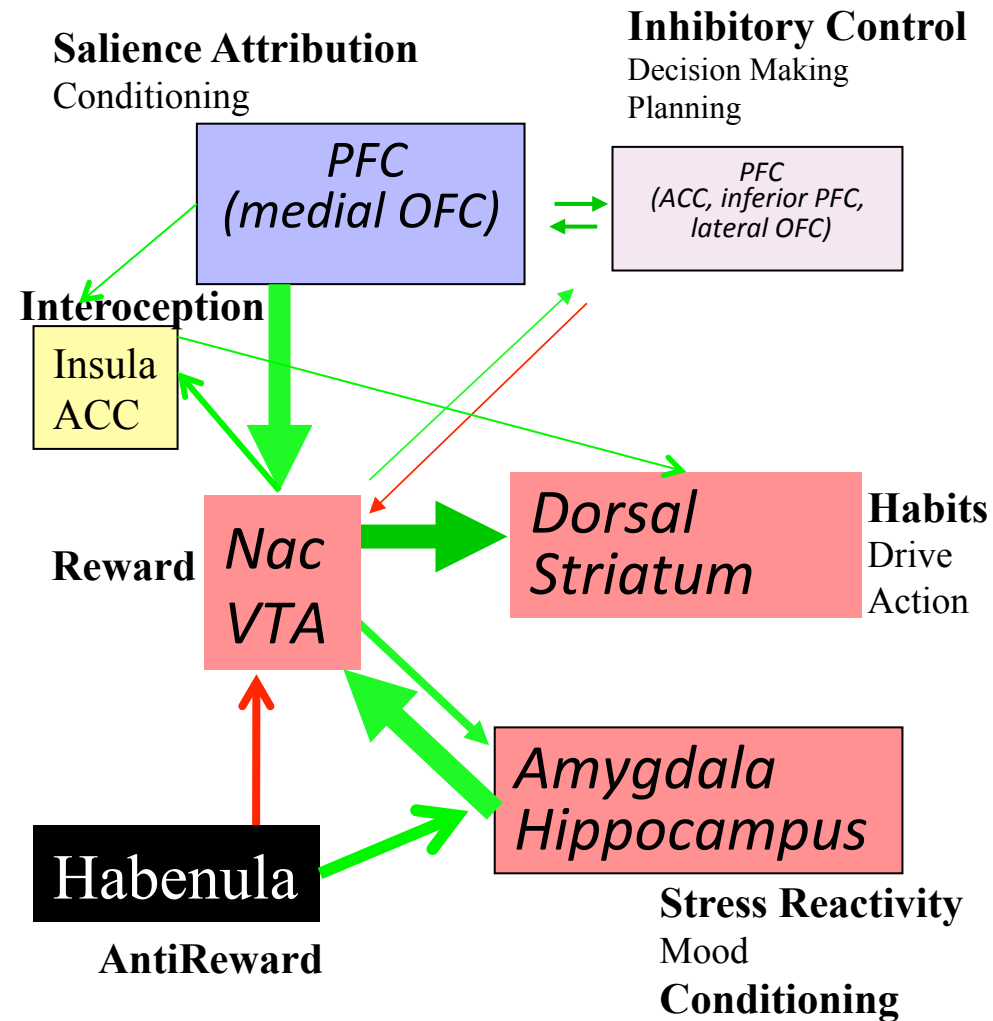 Salience Attribution
Conditioning
Inhibitory Control
Decision Making
Planning
PFC
(medial OFC)
PFC
(ACC, inferior PFC,
lateral OFC)
Interoception
Insula
ACC
Reward
Nac
VTA
Dorsal
Striatum
Habits
Drive
Action
Amygdala
Hippocampus
Habenula
AntiReward
Stress Reactivity
Mood
Conditioning